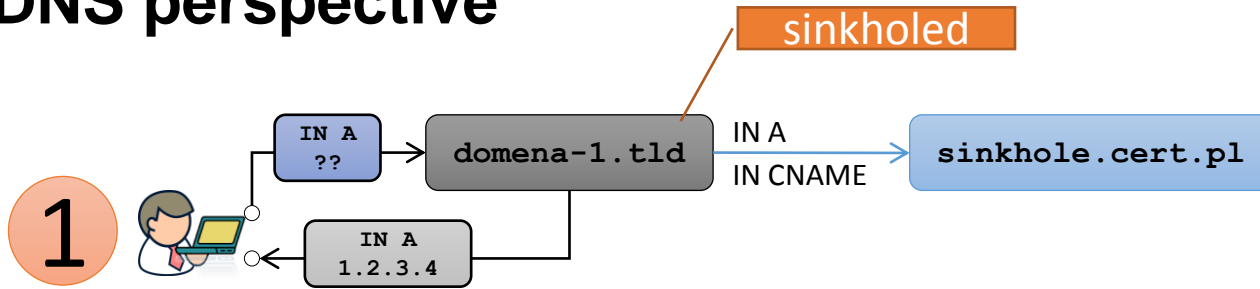 DNS perspective
sinkholed
IN A
??
domena-1.tld
IN A
IN CNAME
sinkhole.cert.pl
1
IN A
1.2.3.4